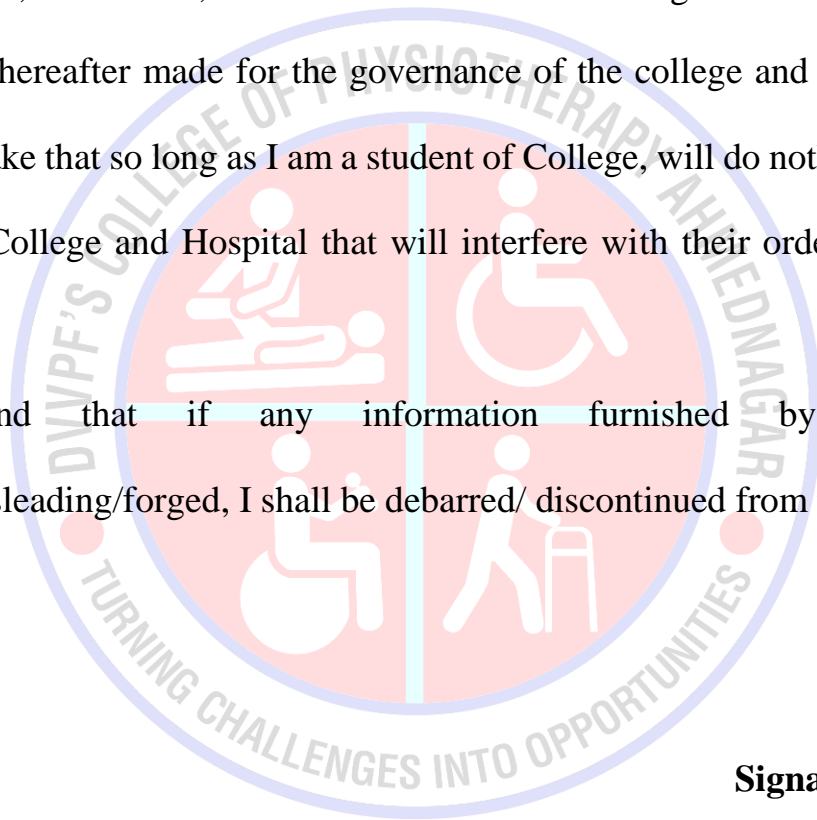 hereafter made for the governance of the college and
ake that so long as I am a student of College, will do not
College and Hospital that will interfere with their orde
nd that if any information furnished by
leading/forged, I shall be debarred/ discontinued from
Signa
DVVPF'S COLLEGE OF PHYSIOTHERAPY AHMEDNAGAR
TURNING CHALLENGES INTO OPPORTUNITIES